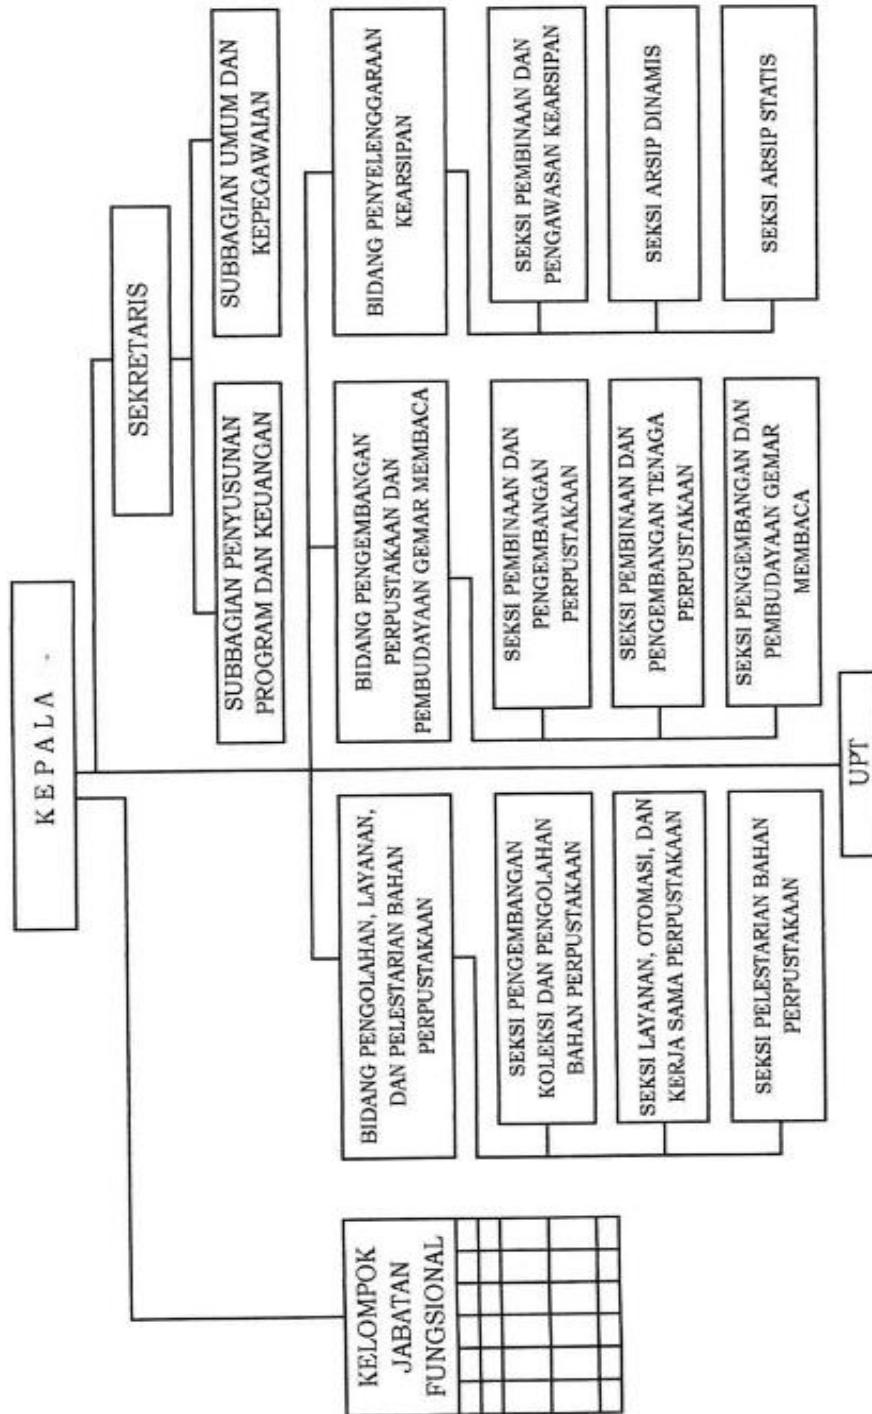 KEPALA
SEKRETARIS
SUBBAGIAN PENYUSUNAN
PROGRAM DAN KEUANGAN
SUBBAGIAN UMUM DAN
KEPEGAWAIAN
KELOMPOK
JABATAN
FUNGSIONAL
BIDANG PENGOLAHAN, LAYANAN,
DAN PELESTARIAN BAHAN
PERPUSTAKAAN
SEKSI PENGEMBANGAN
KOLEKSI DAN PENGOLAHAN
BAHAN PERPUSTAKAAN
SEKSI LAYANAN, OTOMASI, DAN
KERJA SAMA PERPUSTAKAAN
SEKSI PELESTARIAN BAHAN
PERPUSTAKAAN
BIDANG PENGEMBANGAN
PERPUSTAKAAN DAN
PEMBUDAYAAN GEMAR MEMBACA
SEKSI PEMBINAAN DAN
PENGEMBANGAN
PERPUSTAKAAN
SEKSI PEMBINAAN DAN
PENGEMBANGAN TENAGA
PERPUSTAKAAN
SEKSI PENGEMBANGAN DAN
PEMBUDAYAAN GEMAR
MEMBACA
BIDANG PENYELENGGARAAN
KEARSIPAN
SEKSI PEMBINAAN DAN
PENGAWASAN KEARSIPAN
SEKSI ARSIP DINAMIS
SEKSI ARSIP STATIS
UPT